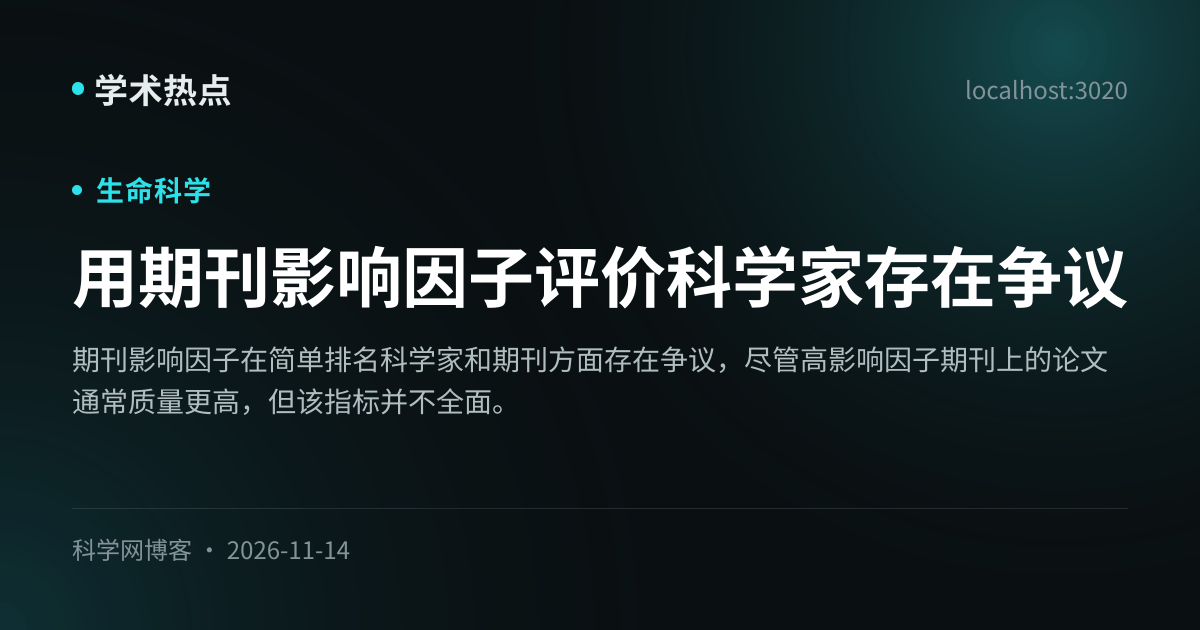 学术热点
localhost:3020
生命科学
用期刊影响因子评价科学家存在争议
期刊影响因子在简单排名科学家和期刊方面存在争议，尽管高影响因子期刊上的论文
通常质量更高，但该指标并不全面。
科学网博客 · 2026-11-14